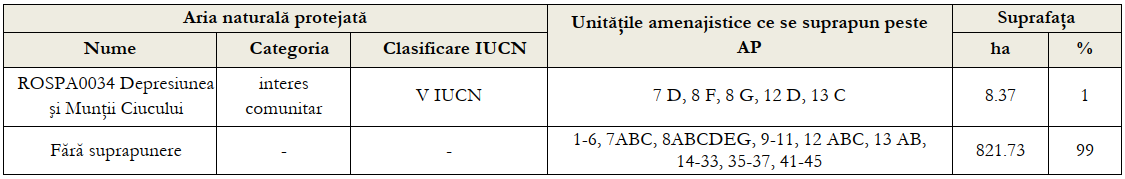 Aria naturală protejată
Unitățile amenajistice ce se suprapun peste
AP
Suprafața
Nume
Categoria
Clasificare IUCN
ha
%
ROSPA0034 Depresiunea
şi Munții Ciucului
interes
comunitar
V IUCN
7 D, 8 F, 8 G, 12 D, 13 C
8.37
1
Fără suprapunere
-
-
1-6, 7ABC, 8ABCDEG, 9-11, 12 ABC, 13 AB,
14-33, 35-37, 41-45
821.73
99